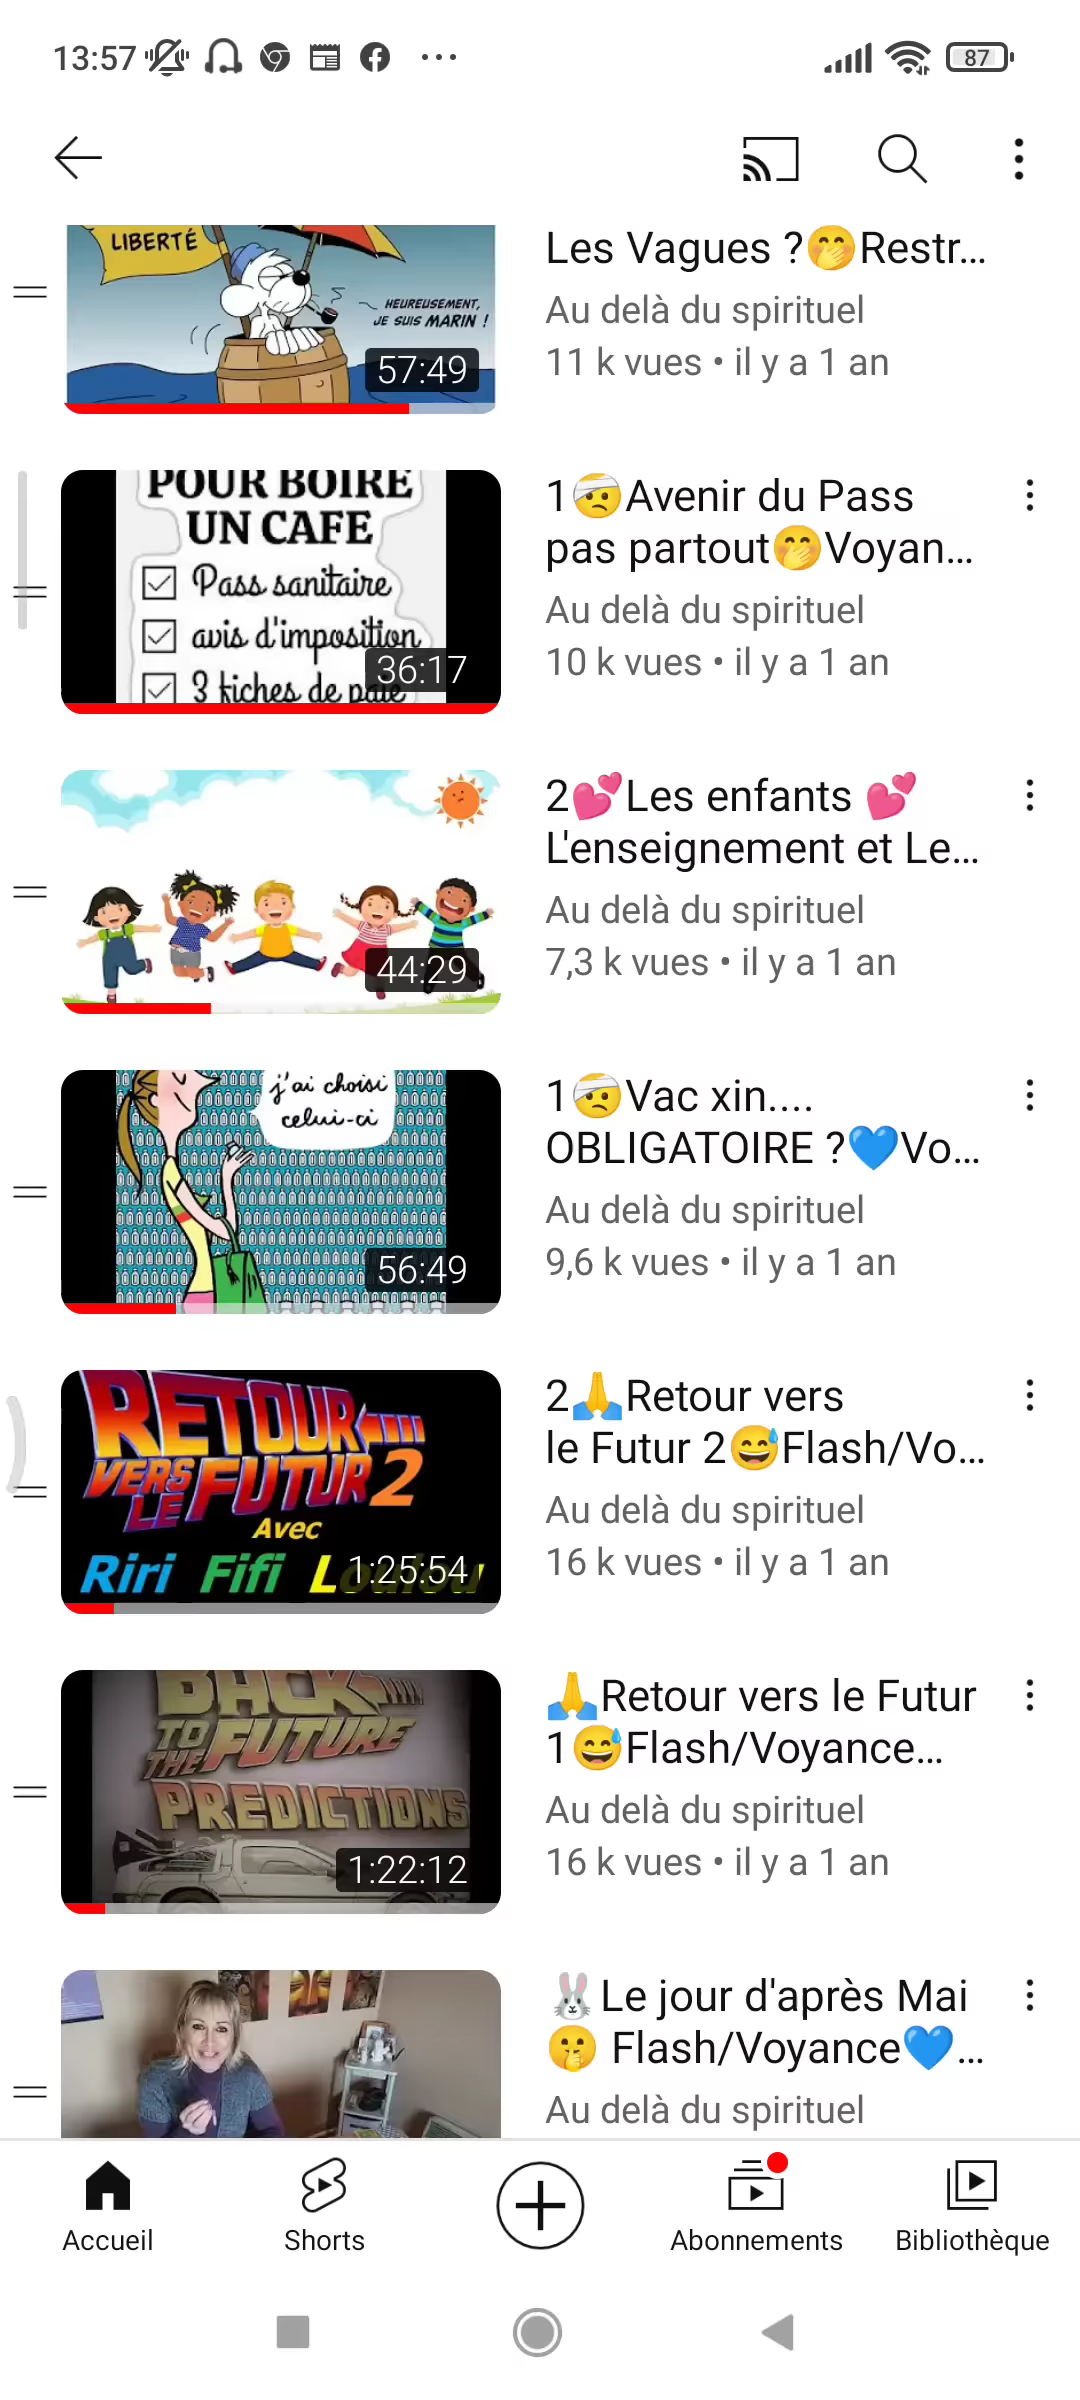 13:57
87
LIBERTÉ
HEUREUSEMENT,
JE SUIS MARIN !
57:49
Les Vagues ?🤭Restr...
Au delà du spirituel
11 k vues • il y a 1 an
POUR BOIRE
UN CAFE
Pass sanitaire
avis d'imposition
3 fiches de paie
36:17
1🤕Avenir du Pass
pas partout🤭Voyan...
Au delà du spirituel
10 k vues • il y a 1 an
44:29
2💕Les enfants 💕
L'enseignement et Le...
Au delà du spirituel
7,3 k vues • il y a 1 an
j'ai choisi
celui-ci
56:49
1🤕Vac xin....
OBLIGATOIRE ?💙Vo...
Au delà du spirituel
9,6 k vues • il y a 1 an
RETOUR
VERS
LE FUTUR 2
Avec
Riri Fifi Loulou
1:25:54
2🙏Retour vers
le Futur 2😅Flash/Vo...
Au delà du spirituel
16 k vues • il y a 1 an
BACK
TO
THE FUTURE
PREDICTIONS
1:22:12
🙏Retour vers le Futur
1😅Flash/Voyance...
Au delà du spirituel
16 k vues • il y a 1 an
🐰Le jour d'après Mai
🤫 Flash/Voyance💙...
Au delà du spirituel
Accueil
Shorts
Abonnements
Bibliothèque